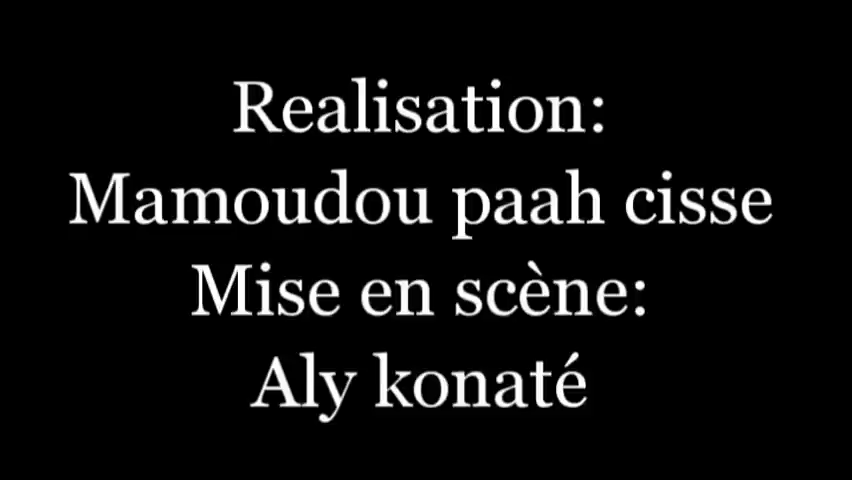 Realisation:
Mamoudou paah cisse
Mise en scène:
Aly konaté